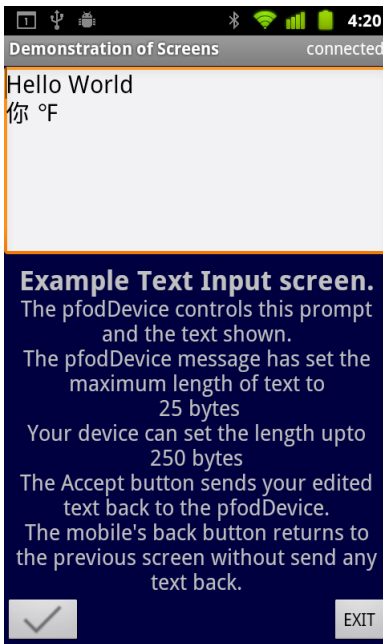 1 4:20
Demonstration of Screens connected
Hello World
你 °F
Example Text Input screen.
The pfodDevice controls this prompt
and the text shown.
The pfodDevice message has set the
maximum length of text to
25 bytes
Your device can set the length upto
250 bytes
The Accept button sends your edited
text back to the pfodDevice.
The mobile's back button returns to
the previous screen without send any
text back.
EXIT